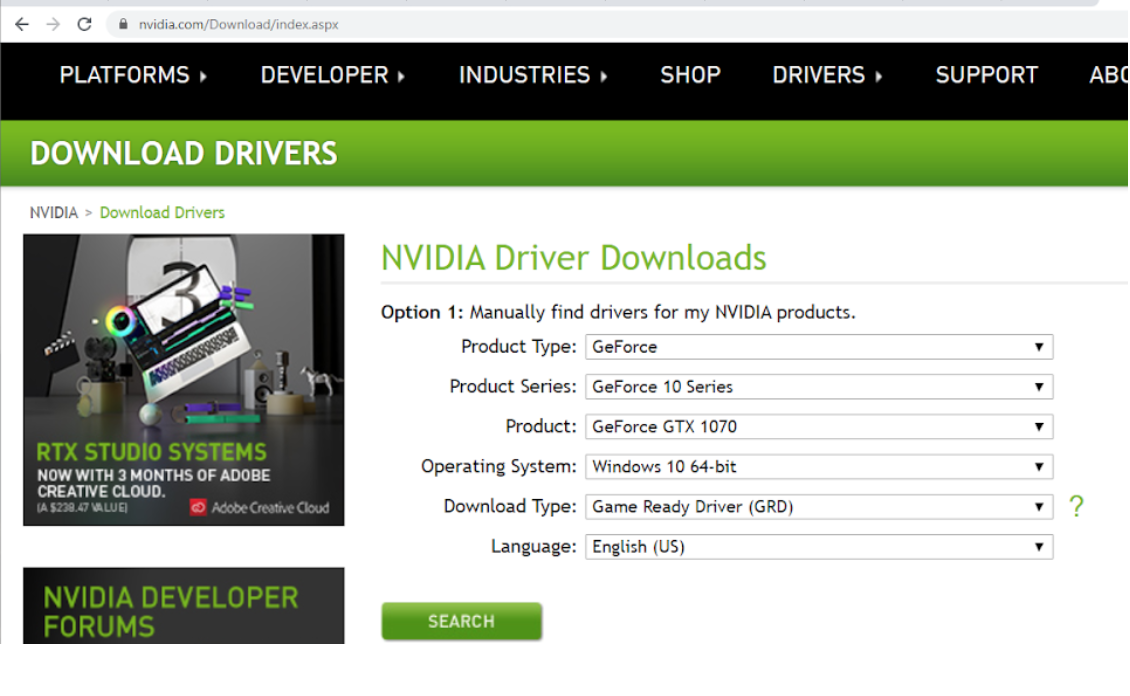 nvidia.com/Download/index.aspx
PLATFORMS DEVELOPER INDUSTRIES SHOP DRIVERS SUPPORT ABO
DOWNLOAD DRIVERS
NVIDIA > Download Drivers
3
RTX STUDIO SYSTEMS
NOW WITH 3 MONTHS OF ADOBE
CREATIVE CLOUD.
(A $238.47 VALUE) Adobe Creative Cloud
NVIDIA DEVELOPER
FORUMS
NVIDIA Driver Downloads
Option 1: Manually find drivers for my NVIDIA products.
Product Type: GeForce
Product Series: GeForce 10 Series
Product: GeForce GTX 1070
Operating System: Windows 10 64-bit
Download Type: Game Ready Driver (GRD) ?
Language: English (US)
SEARCH